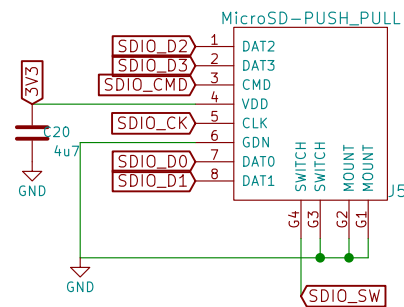 MicroSD-PUSH_PULL
SDIO_D2 1 DAT2
SDIO_D3 2 DAT3
SDIO_CMD 3 CMD
3V3 4 VDD
SDIO_CK 5 CLK
C20
4u7
6 GDN
SDIO_D0 7 DAT0
SDIO_D1 8 DAT1
GND
SWITCH SWITCH MOUNT MOUNT
J5
G4 G3 G2 G1
GND
SDIO_SW